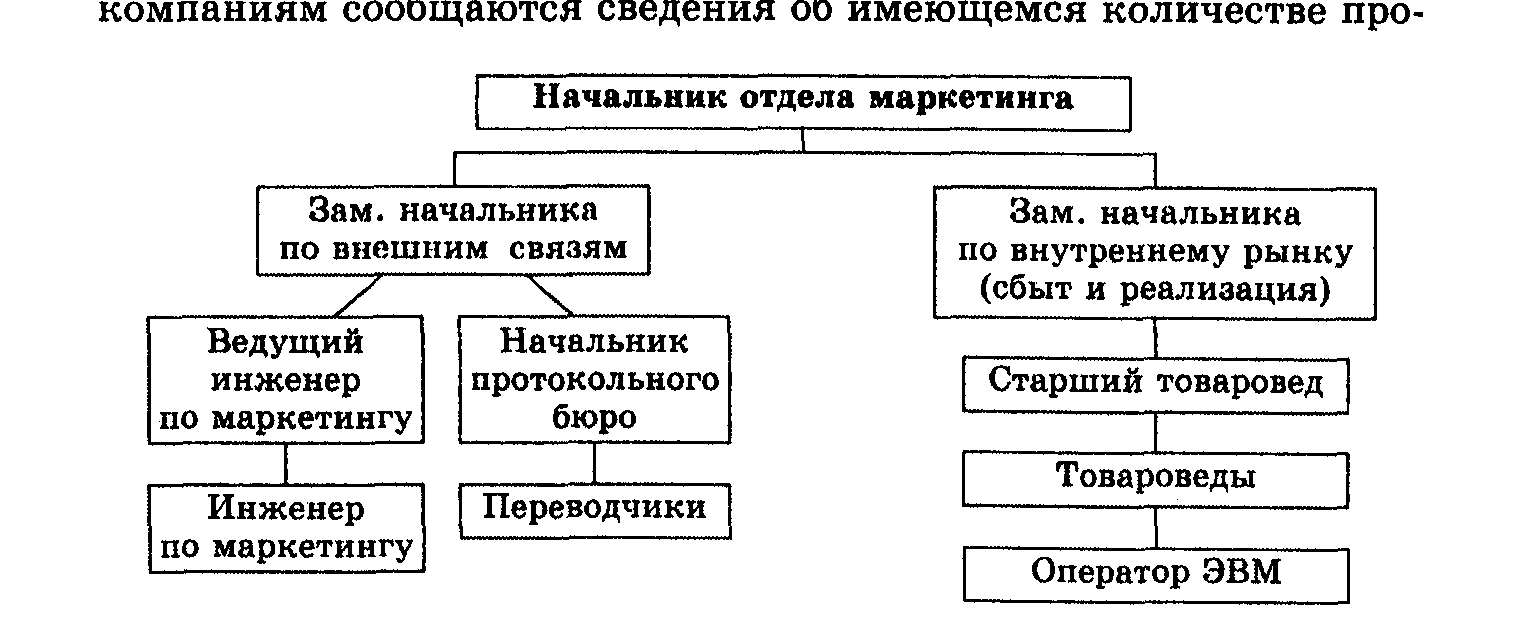 компаниям сообщаются сведения об имеющемся количестве про-
Начальник отдела маркетинга
Зам. начальника
по внешним связям
Зам. начальника
по внутреннему рынку
(сбыт и реализация)
Ведущий
инженер
по маркетингу
Начальник
протокольного
бюро
Старший товаровед
Товароведы
Инженер
по маркетингу
Переводчики
Оператор ЭВМ